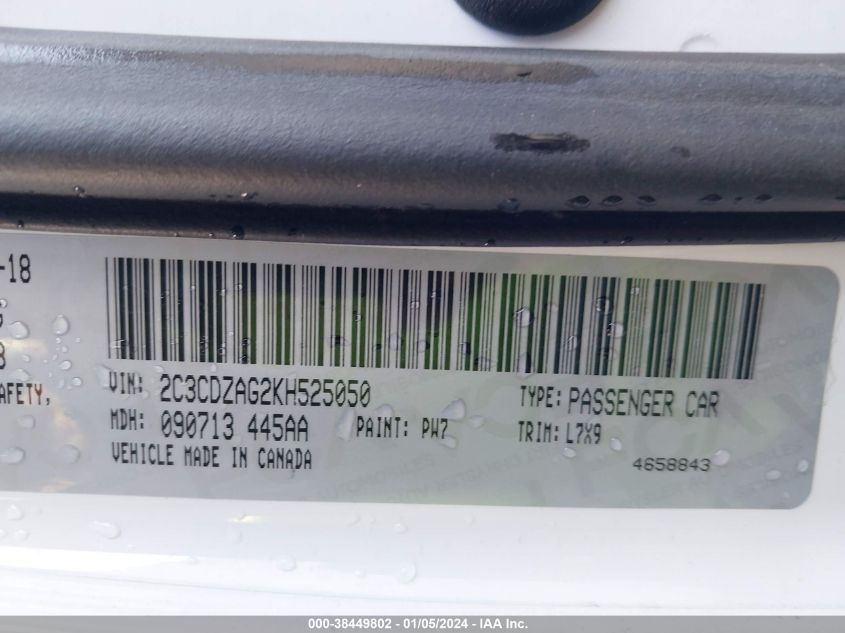 -18
8
AFETY,
VIN: 2C3CDZAG2KH525050 TYPE: PASSENGER CAR
MDH: 090713 445AA PAINT: PW7 TRIM: L7X9
VEHICLE MADE IN CANADA 4658843
000-38449802 - 01/05/2024 - IAA Inc.